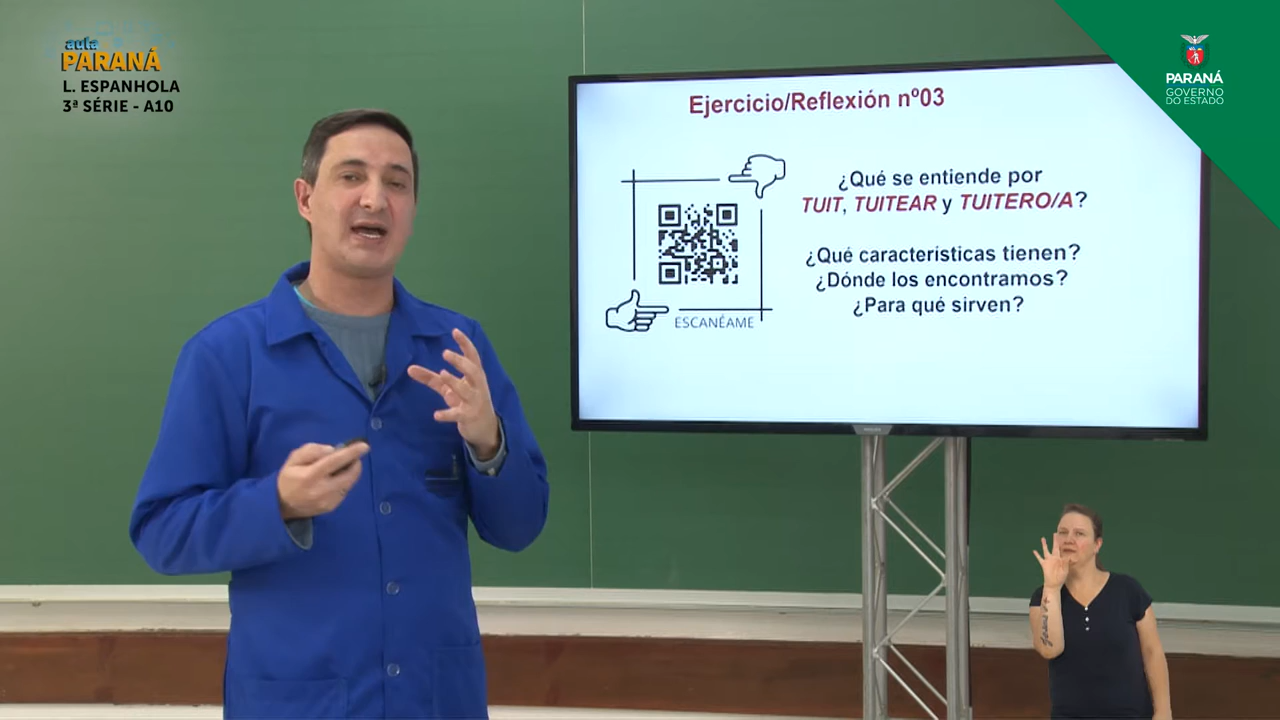 aula
PARANÁ
L. ESPANHOLA
3ª SÉRIE - A10
PARANÁ
GOVERNO
DO ESTADO
Ejercicio/Reflexión nº03
¿Qué se entiende por
TUIT, TUITEAR y TUITERO/A?
¿Qué características tienen?
¿Dónde los encontramos?
¿Para qué sirven?
ESCANÉAME